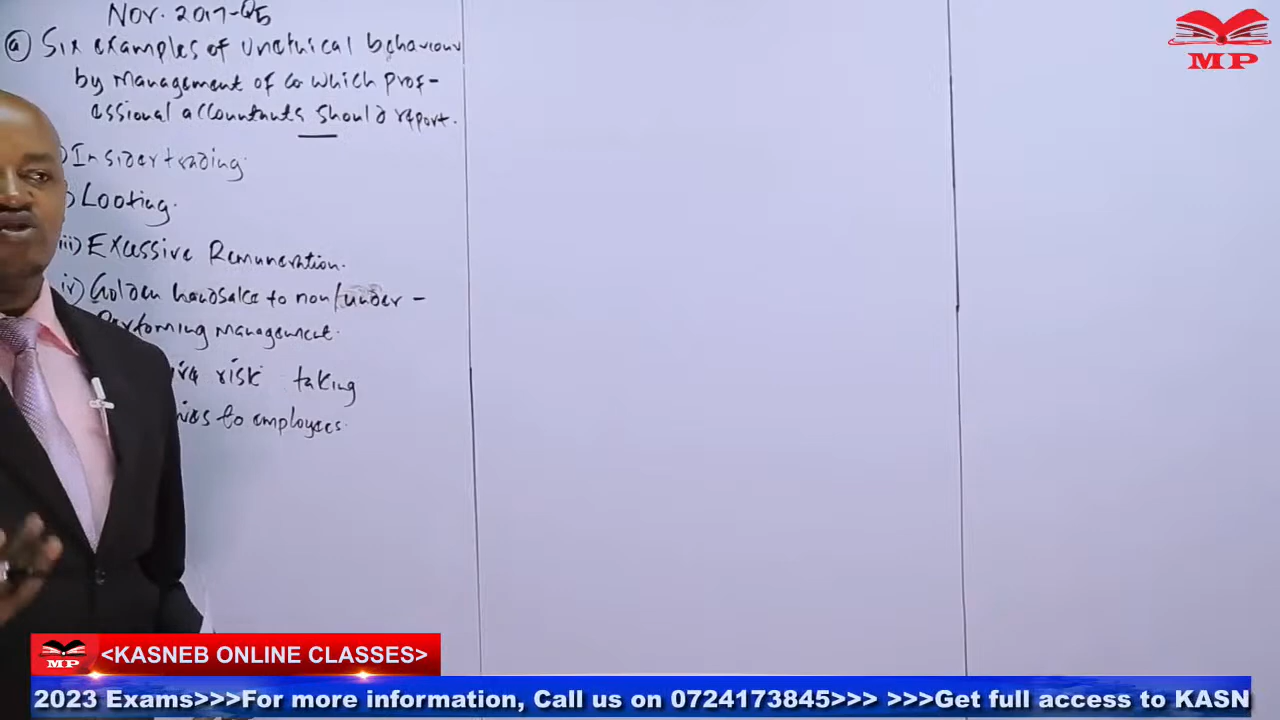 Nov. 2017-Q5
a) Six examples of unethical behaviour
by management of co which prof-
essional accountants should report.
) Insider trading.
) Looting.
iii) Excessive Remuneration.
iv) Golden handsake to non/under-
Performing management.
risk taking
to employees.
MP
MP
<KASNEB ONLINE CLASSES>
2023 Exams>>>For more information, Call us on 0724173845>>> >>>Get full access to KASN